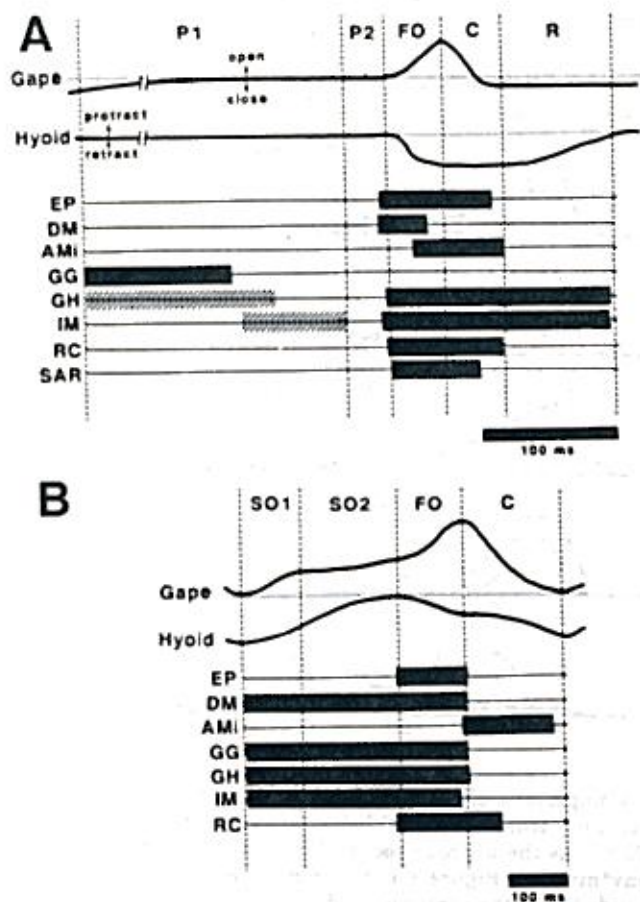 A
P1 P2 FO C R
open
Gape
close
protract
Hyoid
retract
EP
DM
AMi
GG
GH
IM
RC
SAR
100 ms
B
SO1 SO2 FO C
Gape
Hyoid
EP
DM
AMi
GG
GH
IM
RC
100 ms